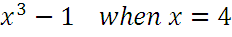 x³ − 1 when x = 4